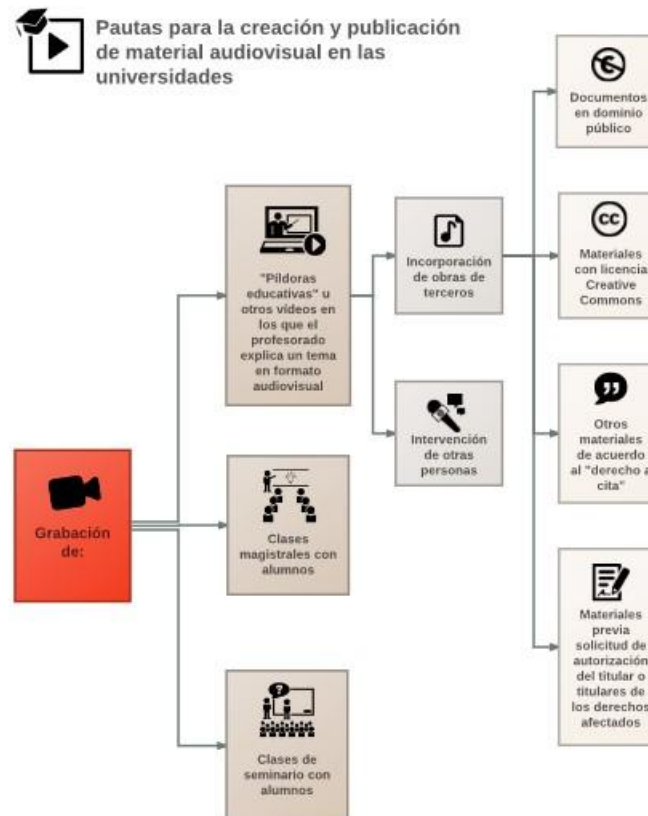 Pautas para la creación y publicación
de material audiovisual en las
universidades
Grabación
de:
"Píldoras
educativas" u
otros vídeos en
los que el
profesorado
explica un tema
en formato
audiovisual
Clases
magistrales con
alumnos
Clases de
seminario con
alumnos
Incorporación
de obras de
terceros
Intervención
de otras
personas
Documentos
en dominio
público
cc
Materiales
con licencia
Creative
Commons
Otros
materiales
de acuerdo
al "derecho a
cita"
Materiales
previa
solicitud de
autorización
del titular o
titulares de
los derechos
afectados